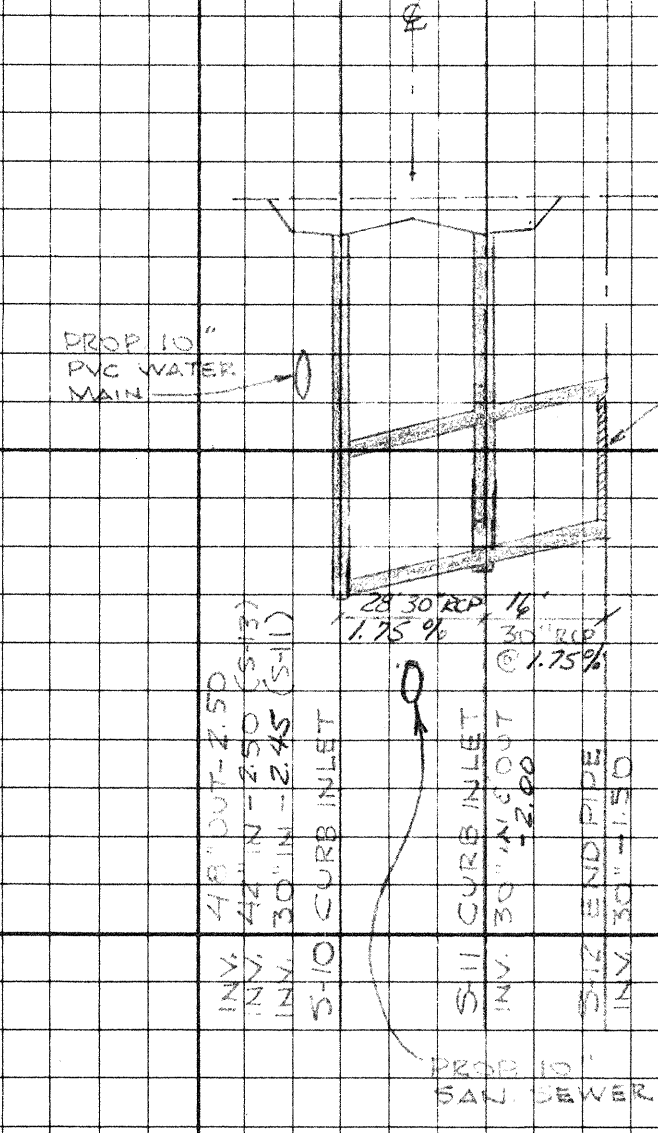 ℄
PROP 10"
PVC WATER
MAIN
28' 30" RCP
1.75 %
16'
30" RCP
@ 1.75%
INV. 48" OUT -2.50
INV. 42" IN -2.50 (S-13)
INV. 30" IN -2.45 (S-11)
S-10 CURB INLET
S-11 CURB INLET
INV. 30" IN & OUT
-2.00
S-12 END PIPE
INV. 30" -1.50
PROP. 10"
SAN. SEWER